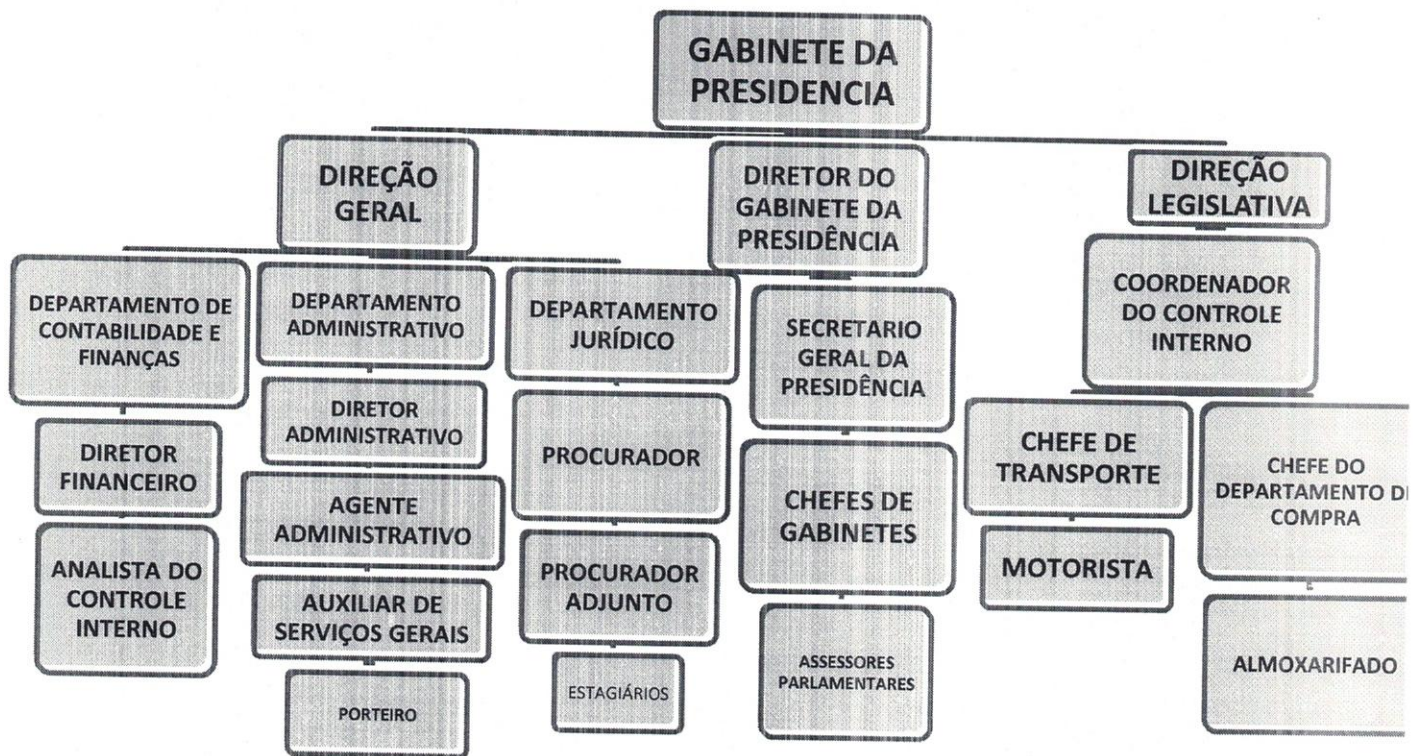 GABINETE DA
PRESIDENCIA
DIREÇÃO
GERAL
DIRETOR DO
GABINETE DA
PRESIDÊNCIA
DIREÇÃO
LEGISLATIVA
DEPARTAMENTO DE
CONTABILIDADE E
FINANÇAS
DEPARTAMENTO
ADMINISTRATIVO
DEPARTAMENTO
JURÍDICO
SECRETARIO
GERAL DA
PRESIDÊNCIA
COORDENADOR
DO CONTROLE
INTERNO
DIRETOR
FINANCEIRO
DIRETOR
ADMINISTRATIVO
PROCURADOR
CHEFES DE
GABINETES
CHEFE DE
TRANSPORTE
CHEFE DO
DEPARTAMENTO
COMPRA
ANALISTA DO
CONTROLE
INTERNO
AGENTE
ADMINISTRATIVO
PROCURADOR
ADJUNTO
MOTORISTA
AUXILIAR DE
SERVIÇOS GERAIS
ASSESSORES
PARLAMENTARES
ALMOXARIFADO
PORTEIRO
ESTAGIÁRIOS